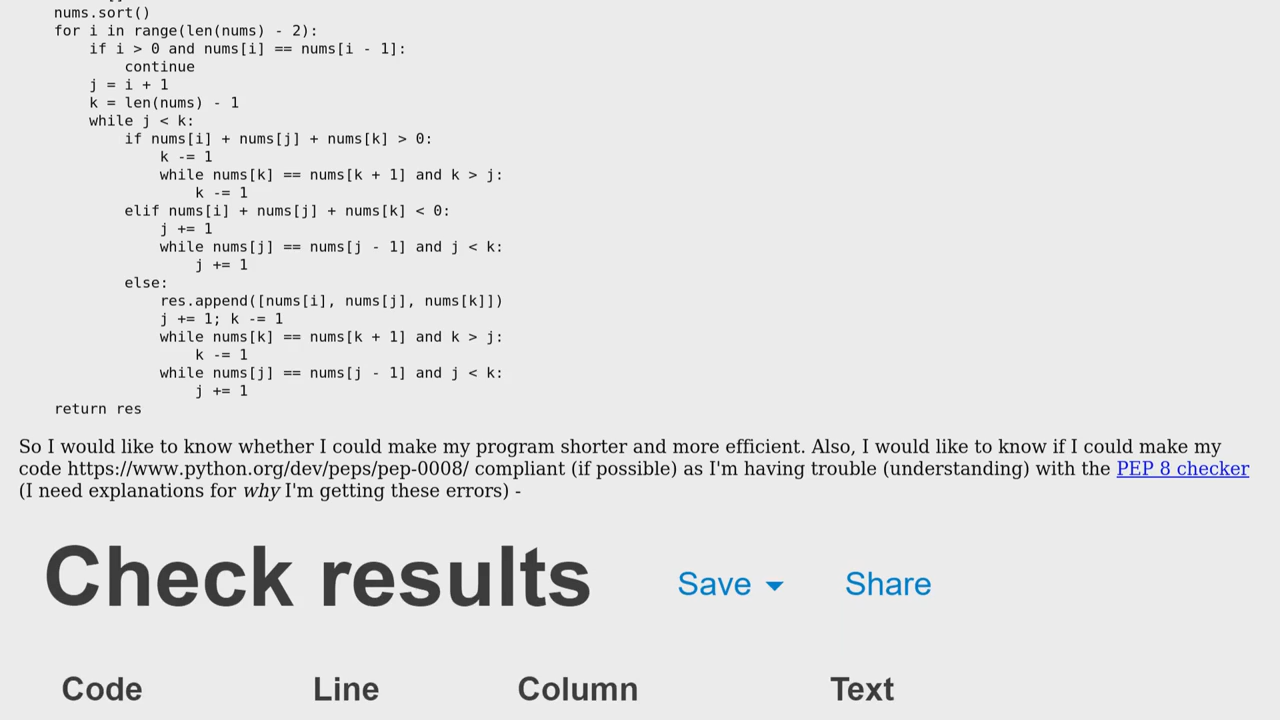 nums.sort()
for i in range(len(nums) - 2):
if i > 0 and nums[i] == nums[i - 1]:
continue
j = i + 1
k = len(nums) - 1
while j < k:
if nums[i] + nums[j] + nums[k] > 0:
k -= 1
while nums[k] == nums[k + 1] and k > j:
k -= 1
elif nums[i] + nums[j] + nums[k] < 0:
j += 1
while nums[j] == nums[j - 1] and j < k:
j += 1
else:
res.append([nums[i], nums[j], nums[k]])
j += 1; k -= 1
while nums[k] == nums[k + 1] and k > j:
k -= 1
while nums[j] == nums[j - 1] and j < k:
j += 1
return res
So I would like to know whether I could make my program shorter and more efficient. Also, I would like to know if I could make my
code https://www.python.org/dev/peps/pep-0008/ compliant (if possible) as I'm having trouble (understanding) with the PEP 8 checker
(I need explanations for why I'm getting these errors) -
Check results Save Share
Code Line Column Text